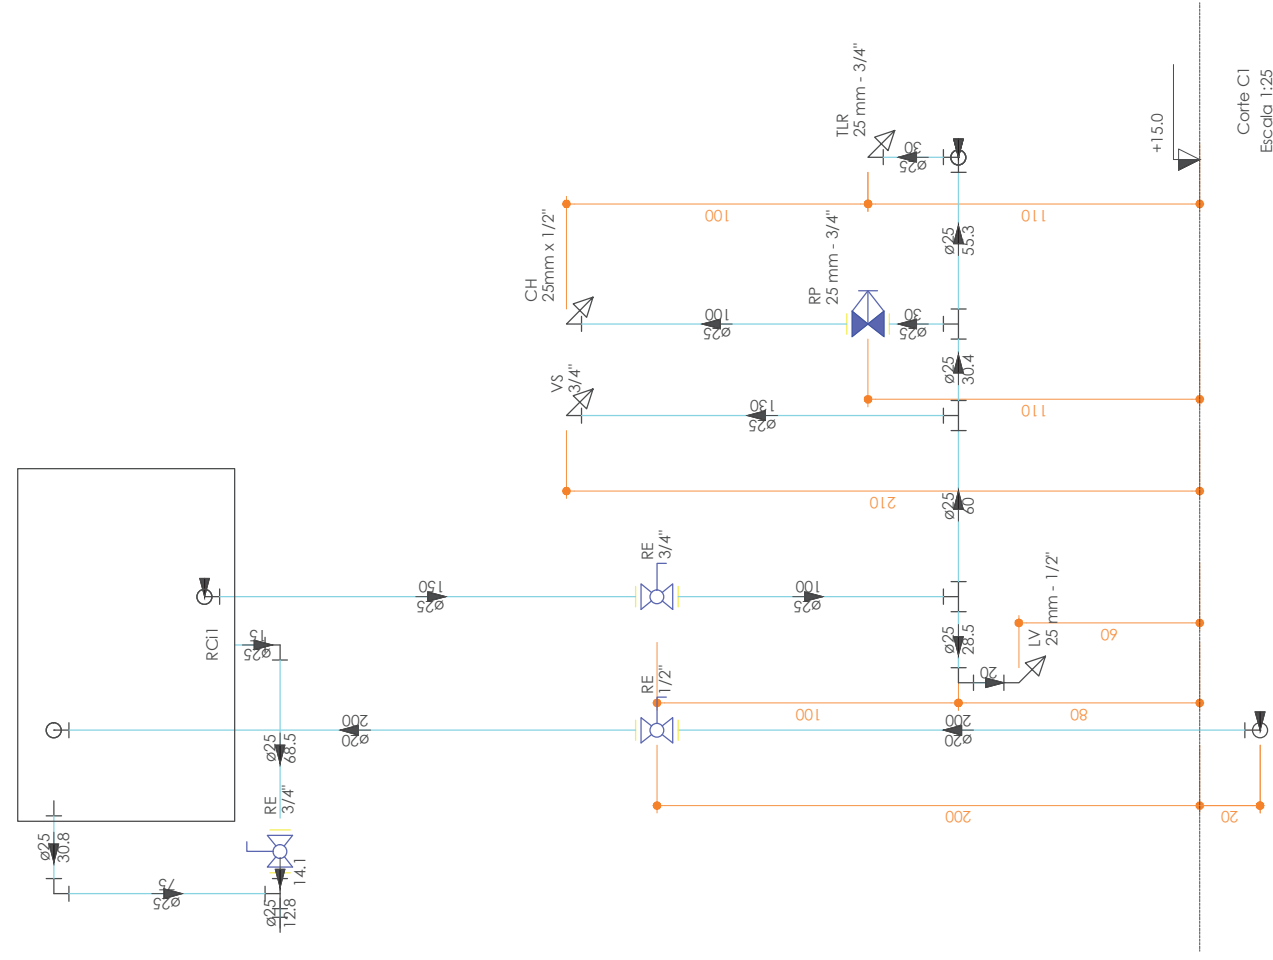 TLR
25 mm - 3/4"
ø25
30
Corte C1
Escala 1:25
+15.0
100
110
CH
25mm x 1/2"
RP
25 mm - 3/4"
ø25
55.3
ø25
100
ø25
30
VS
3/4"
ø25
30.4
ø25
130
110
210
ø25
60
RE
3/4"
ø25
150
ø25
100
RCi1
ø25
15
ø25
28.5
20
LV
25 mm - 1/2"
60
RE
1/2"
100
80
ø20
200
ø20
200
ø25
68.5
RE
3/4"
200
20
ø25
30.8
ø25
75
14.1
ø25
12.8